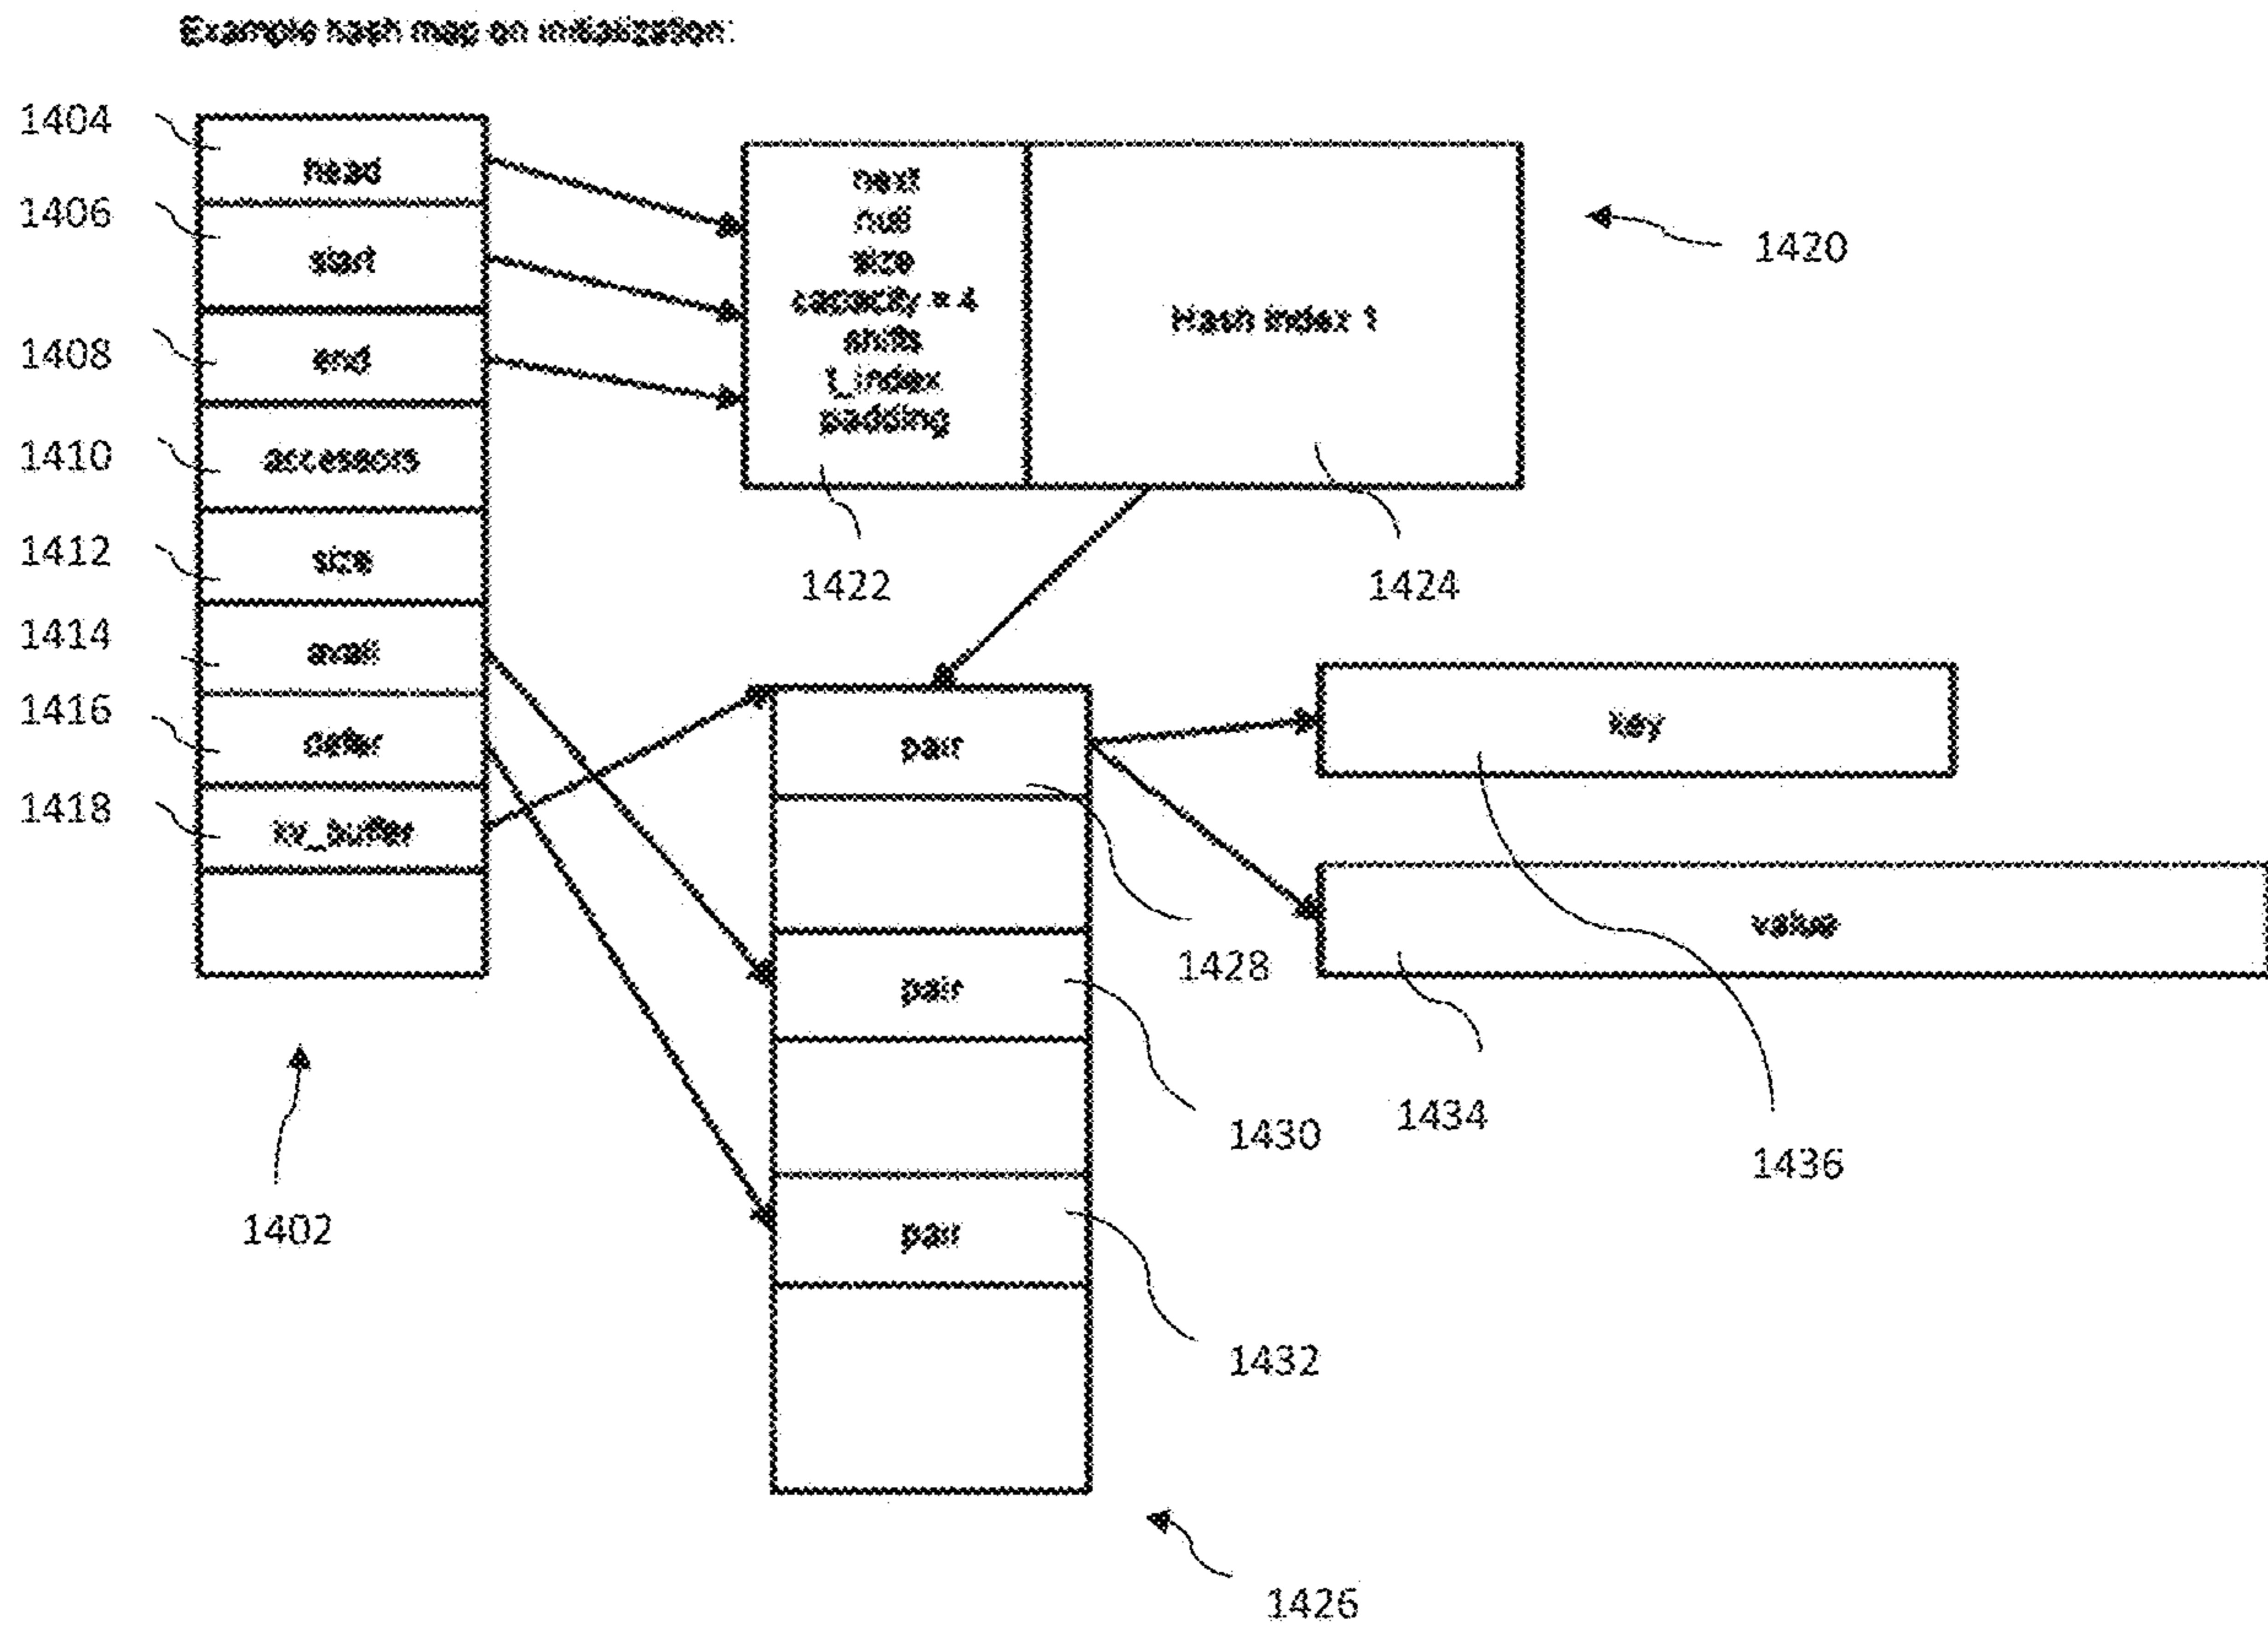 Example hash map on initialization:
1404
head
1406
start
1408
end
1410
accessors
1412
size
1414
avail
1416
defer
1418
kv_buffer
1402
next
null
size
capacity = 4
shifts
t_index
padding
Hash index 1
1420
1422
1424
pair
pair
pair
1428
1430
1432
1426
key
value
1434
1436